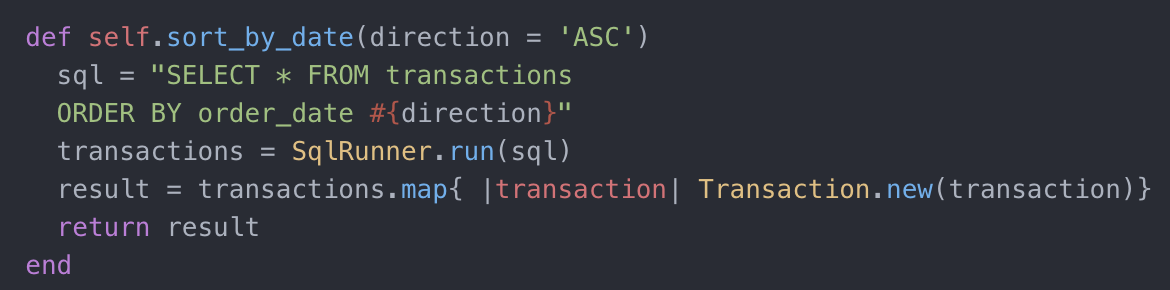 def self.sort_by_date(direction = 'ASC')
  sql = "SELECT * FROM transactions
  ORDER BY order_date #{direction}"
  transactions = SqlRunner.run(sql)
  result = transactions.map{ |transaction| Transaction.new(transaction)}
  return result
end